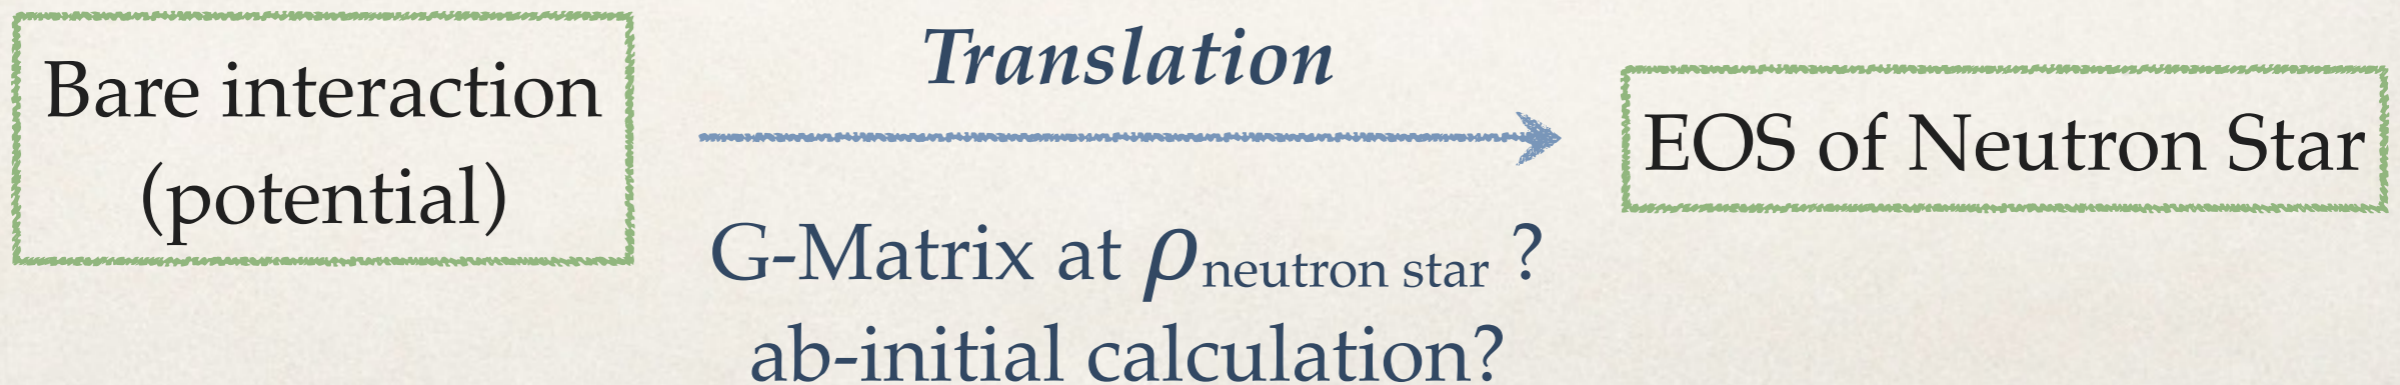 Bare interaction
(potential)
Translation
G-Matrix at ρneutron star ?
ab-initial calculation?
EOS of Neutron Star